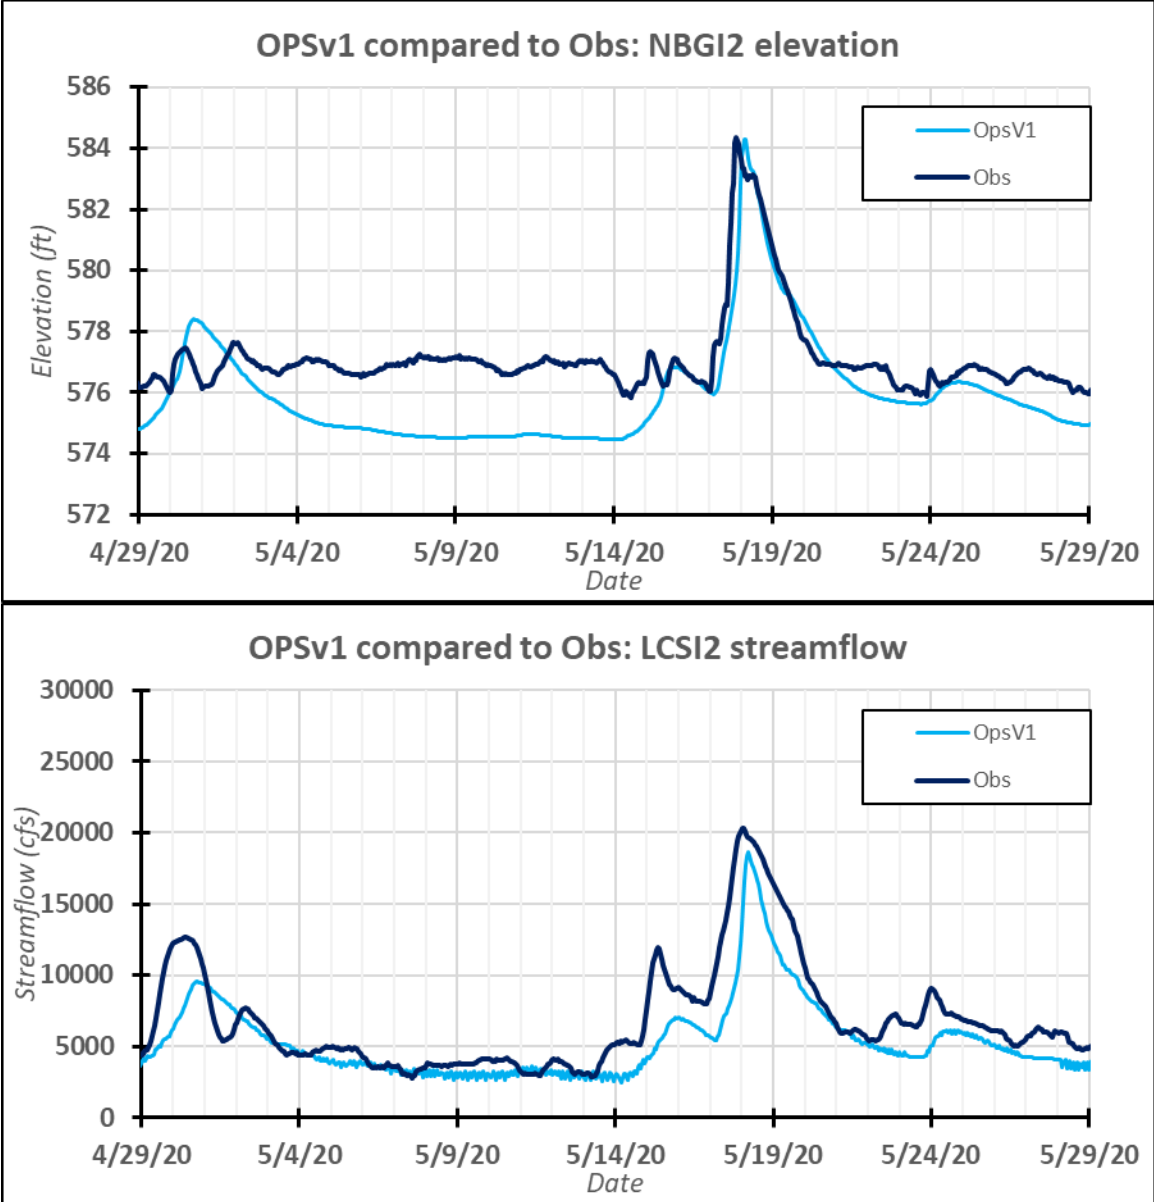 OPSv1 compared to Obs: NBGI2 elevation
586
584
582
580
578
576
574
572
Elevation (ft)
OpsV1
Obs
4/29/20 5/4/20 5/9/20 5/14/20 5/19/20 5/24/20 5/29/20
Date
OPSv1 compared to Obs: LCSI2 streamflow
30000
25000
20000
15000
10000
5000
0
Streamflow (cfs)
OpsV1
Obs
4/29/20 5/4/20 5/9/20 5/14/20 5/19/20 5/24/20 5/29/20
Date